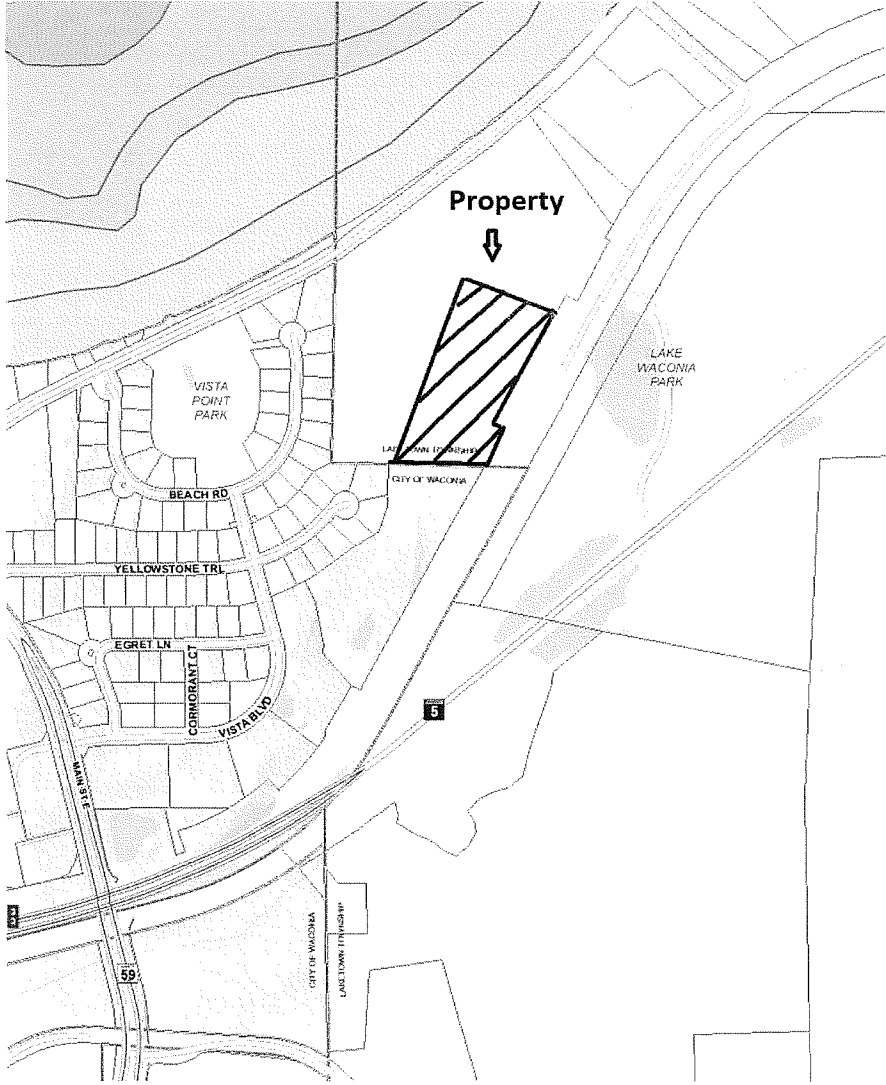 Property
VISTA
POINT
PARK
LAKE
WACONIA
PARK
LAKETOWN TOWNSHIP
CITY OF WACONIA
BEACH RD
YELLOWSTONE TRL
EGRET LN
CORMORANT CT
VISTA BLVD
5
MAIN ST E
5
59
CITY OF WACONIA
LAKETOWN TOWNSHIP